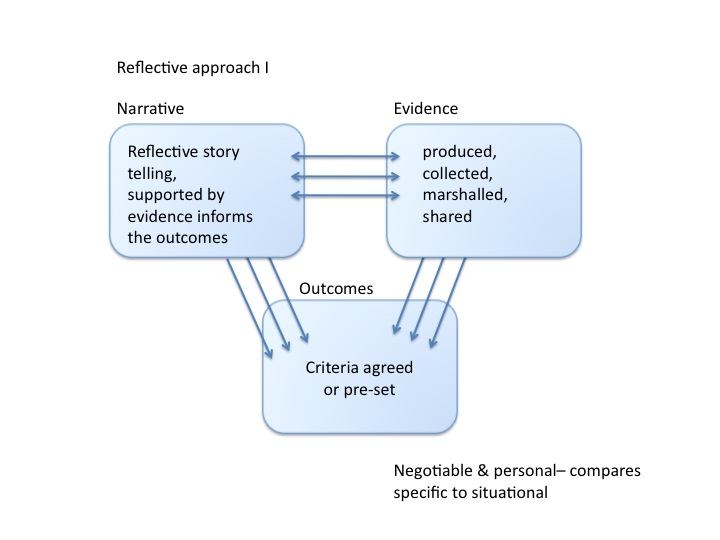 Reflective approach I
Narrative
Evidence
Reflective story
telling,
supported by
evidence informs
the outcomes
produced,
collected,
marshalled,
shared
Outcomes
Criteria agreed
or pre-set
Negotiable & personal– compares
specific to situational